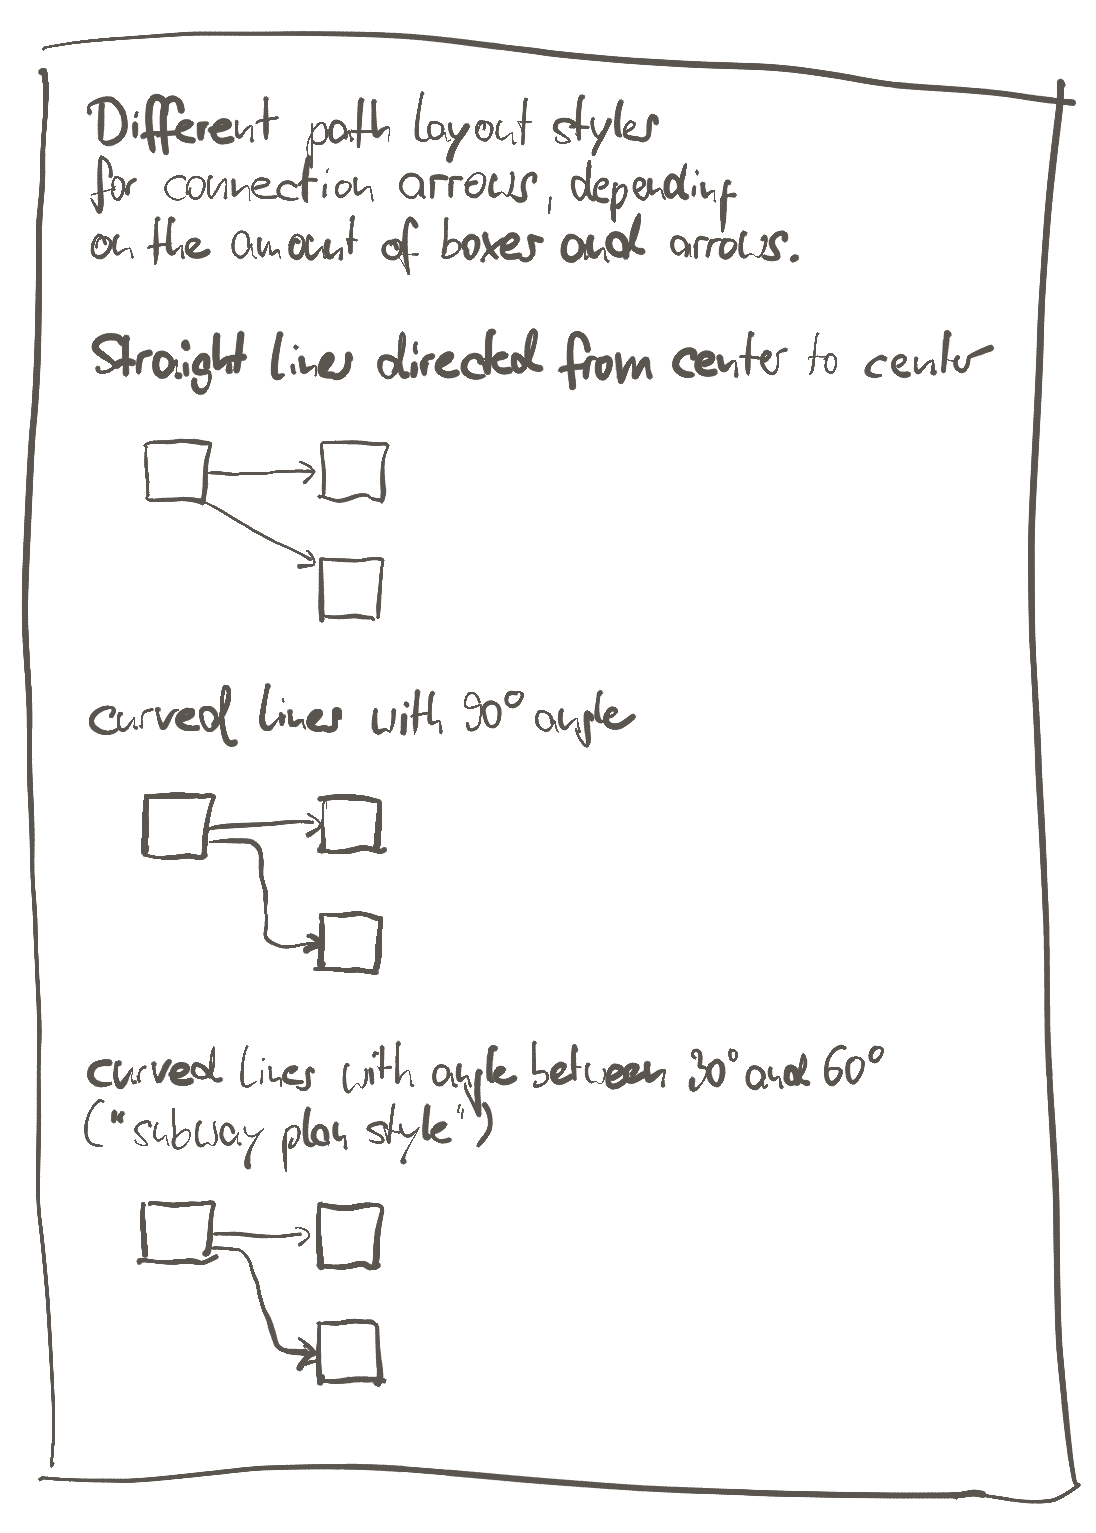 Different path layout styles
for connection arrows, depending
on the amount of boxes and arrows.
Straight lines directed from center to center
curved lines with 90° angle
curved lines with angle between 30° and 60°
("subway plan style")